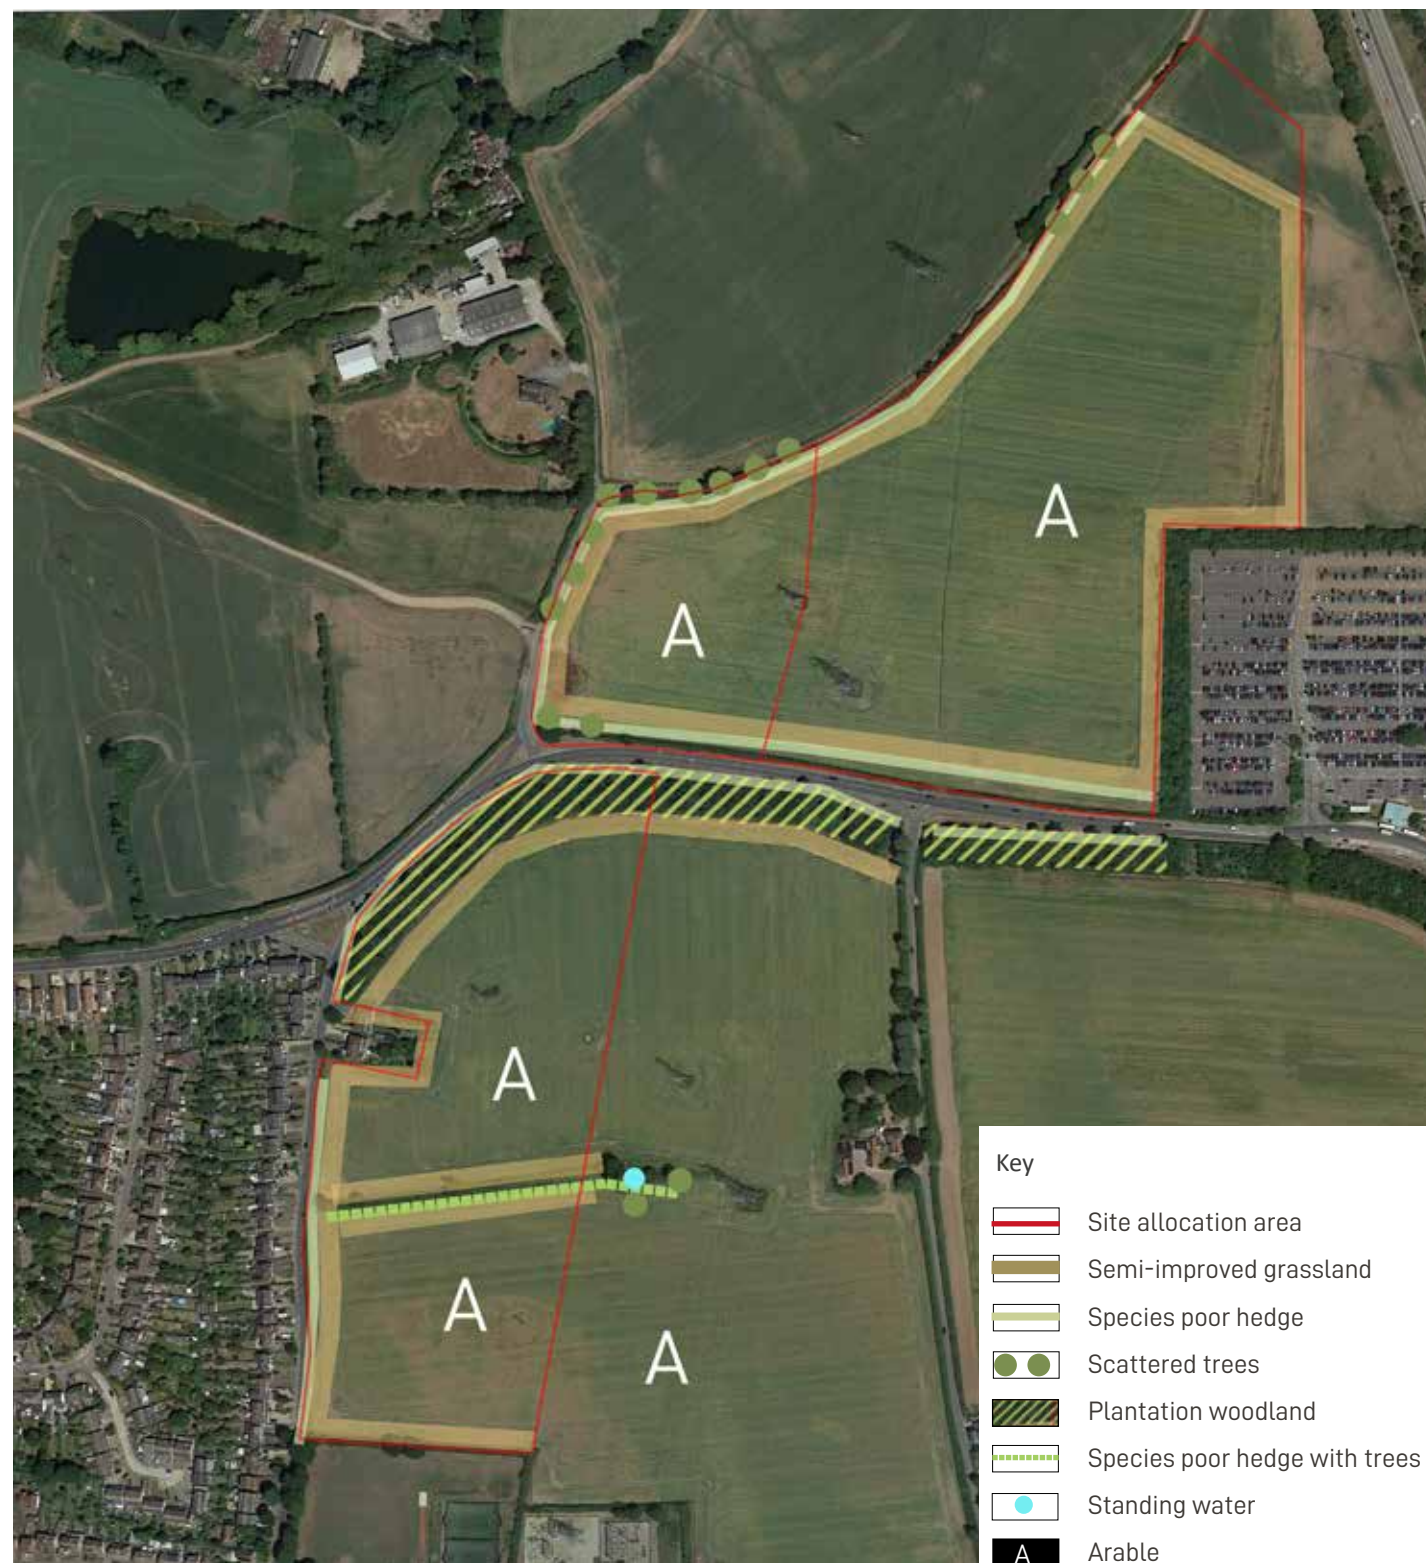 A
A
A
A
A
Key
Site allocation area
Semi-improved grassland
Species poor hedge
Scattered trees
Plantation woodland
Species poor hedge with trees
Standing water
A Arable